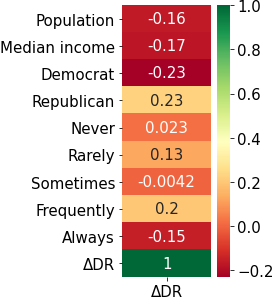 Population -0.16
Median income -0.17
Democrat -0.23
Republican 0.23
Never 0.023
Rarely 0.13
Sometimes -0.0042
Frequently 0.2
Always -0.15
ΔDR 1
ΔDR
1.0
0.8
0.6
0.4
0.2
0.0
−0.2